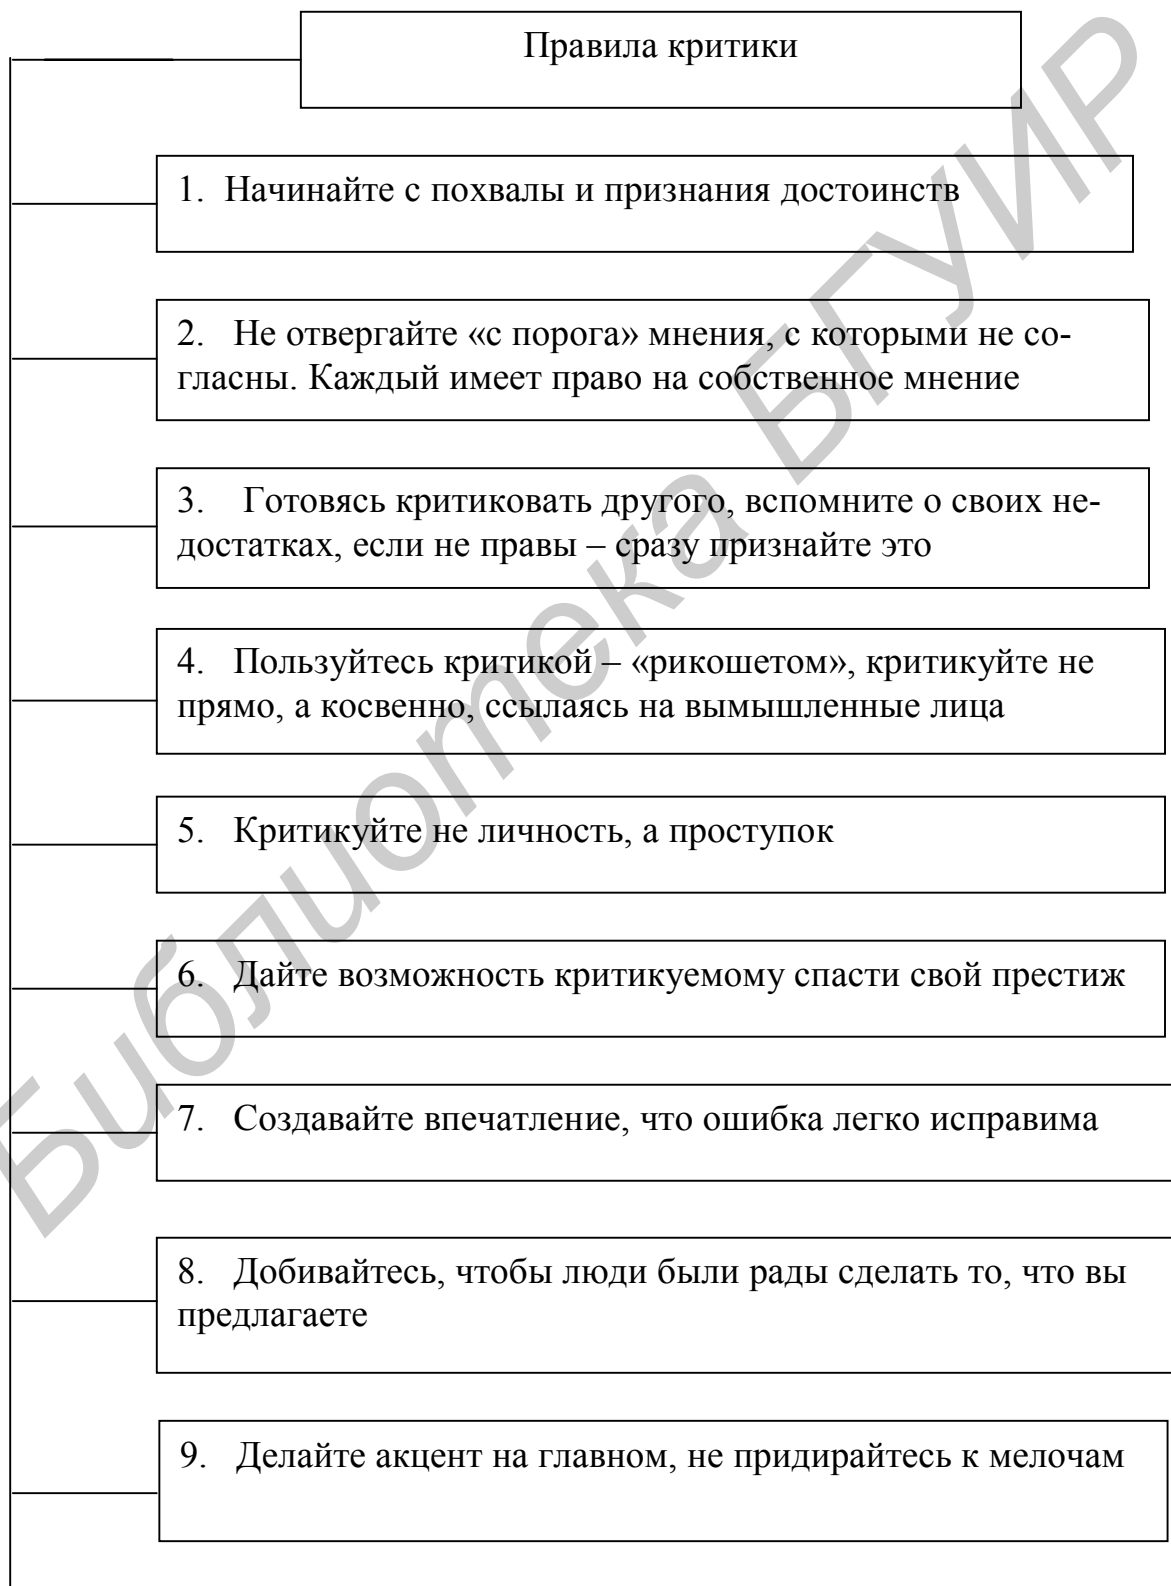 Правила критики
1. Начинайте с похвалы и признания достоинств
2. Не отвергайте «с порога» мнения, с которыми не со-
гласны. Каждый имеет право на собственное мнение
3. Готовясь критиковать другого, вспомните о своих не-
достатках, если не правы – сразу признайте это
4. Пользуйтесь критикой – «рикошетом», критикуйте не
прямо, а косвенно, ссылаясь на вымышленные лица
5. Критикуйте не личность, а проступок
6. Дайте возможность критикуемому спасти свой престиж
7. Создавайте впечатление, что ошибка легко исправима
8. Добивайтесь, чтобы люди были рады сделать то, что вы
предлагаете
9. Делайте акцент на главном, не придирайтесь к мелочам
Библиотека БГУИР